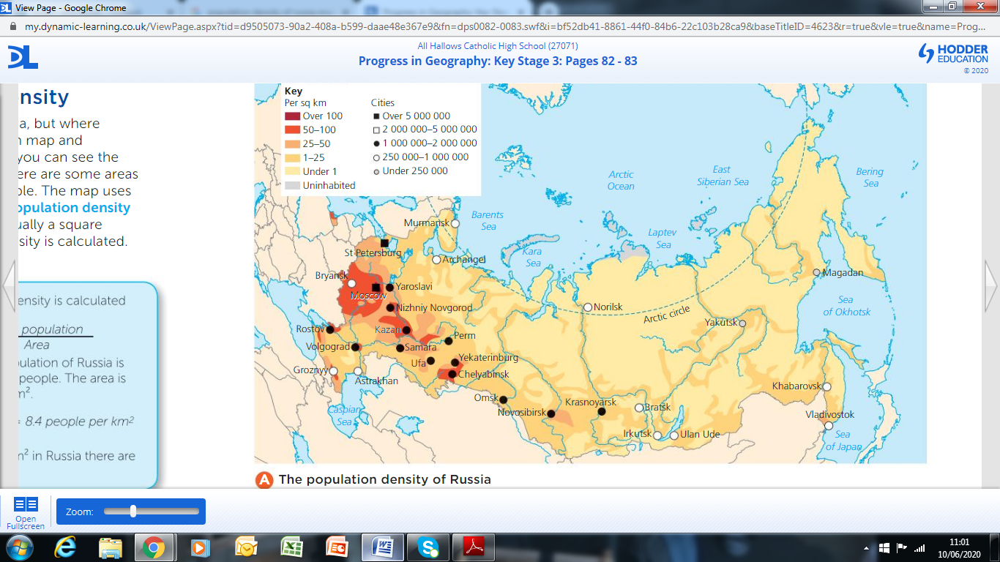 View Page - Google Chrome
my.dynamic-learning.co.uk/ViewPage.aspx?tid=d9505073-90a2-408a-b599-daae48e367e9&fn=dps0082-0083.swf&i=bf52db41-8861-44f0-84b6-22c103b28ca9&baseTitleID=4623&r=true&vle=true&name=Prog...
DL
All Hallows Catholic High School (27071)
Progress in Geography: Key Stage 3: Pages 82 - 83
HODDER
EDUCATION
© 2020
nsity
a, but where
map and
you can see the
ere are some areas
ple. The map uses
opulation density
ually a square
sity is calculated.
ensity is calculated
population
Area
pulation of Russia is
people. The area is
m².
= 8.4 people per km²
m² in Russia there are
Key
Per sq km
Over 100
50–100
25–50
1–25
Under 1
Uninhabited
Cities
Over 5 000 000
2 000 000–5 000 000
1 000 000–2 000 000
250 000–1 000 000
Under 250 000
Arctic
Ocean
East
Siberian Sea
Bering
Sea
Barents
Sea
Laptev
Sea
Kara
Sea
Murmansk
St Petersburg
Archangel
Bryansk
Moscow
Yaroslavi
Nizhniy Novgorod
Magadan
Sea
of Okhotsk
Norilsk
Arctic circle
Yakutsk
Rostov
Kazan
Perm
Volgograd
Samara
Ufa
Yekaterinburg
Chelyabinsk
Groznyy
Astrakhan
Caspian
Sea
Omsk
Novosibirsk
Krasnoyarsk
Bratsk
Irkutsk
Ulan Ude
Khabarovsk
Vladivostok
Sea
of Japan
A The population density of Russia
Open
Fullscreen
Zoom:
11:01
10/06/2020